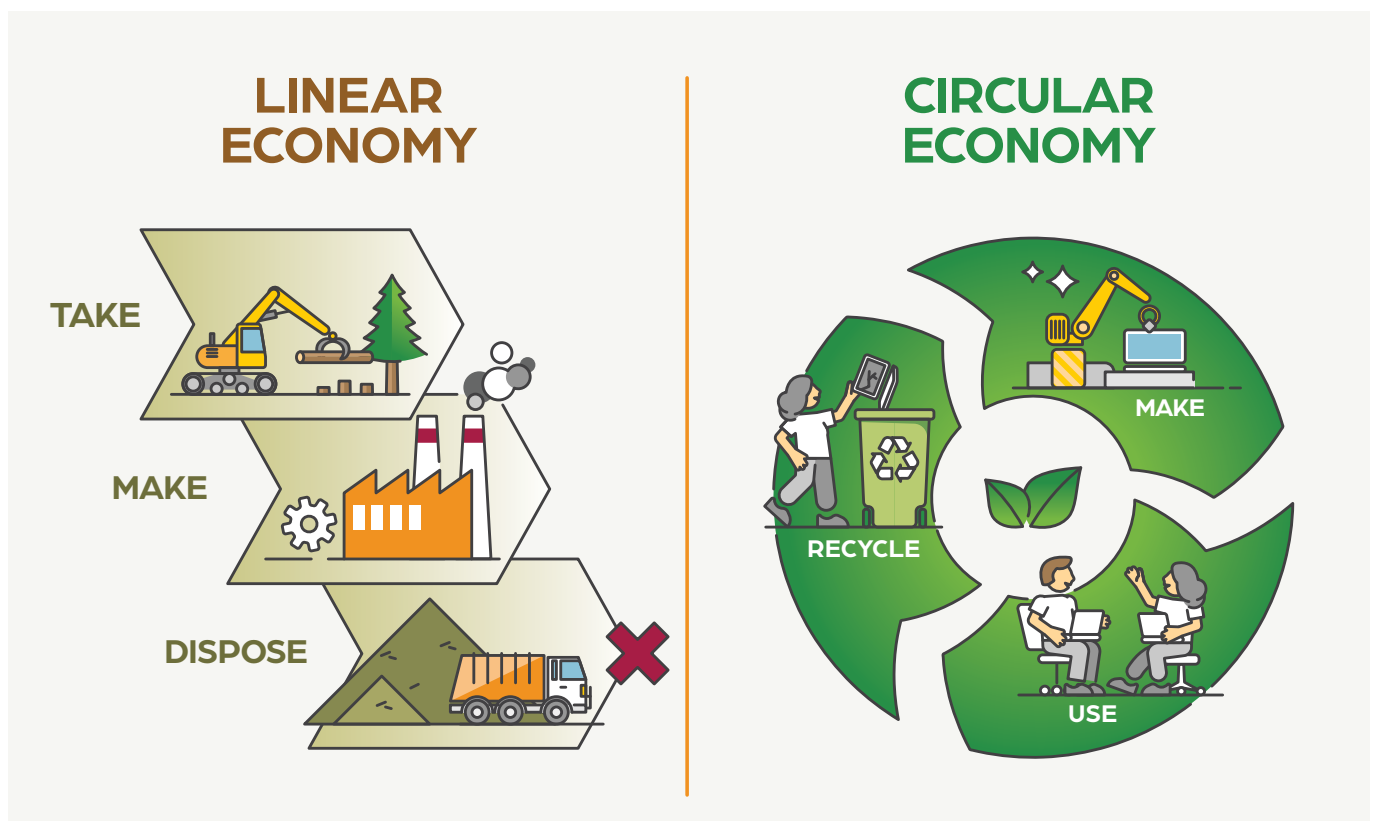 LINEAR
ECONOMY
TAKE
MAKE
DISPOSE
CIRCULAR
ECONOMY
MAKE
USE
RECYCLE